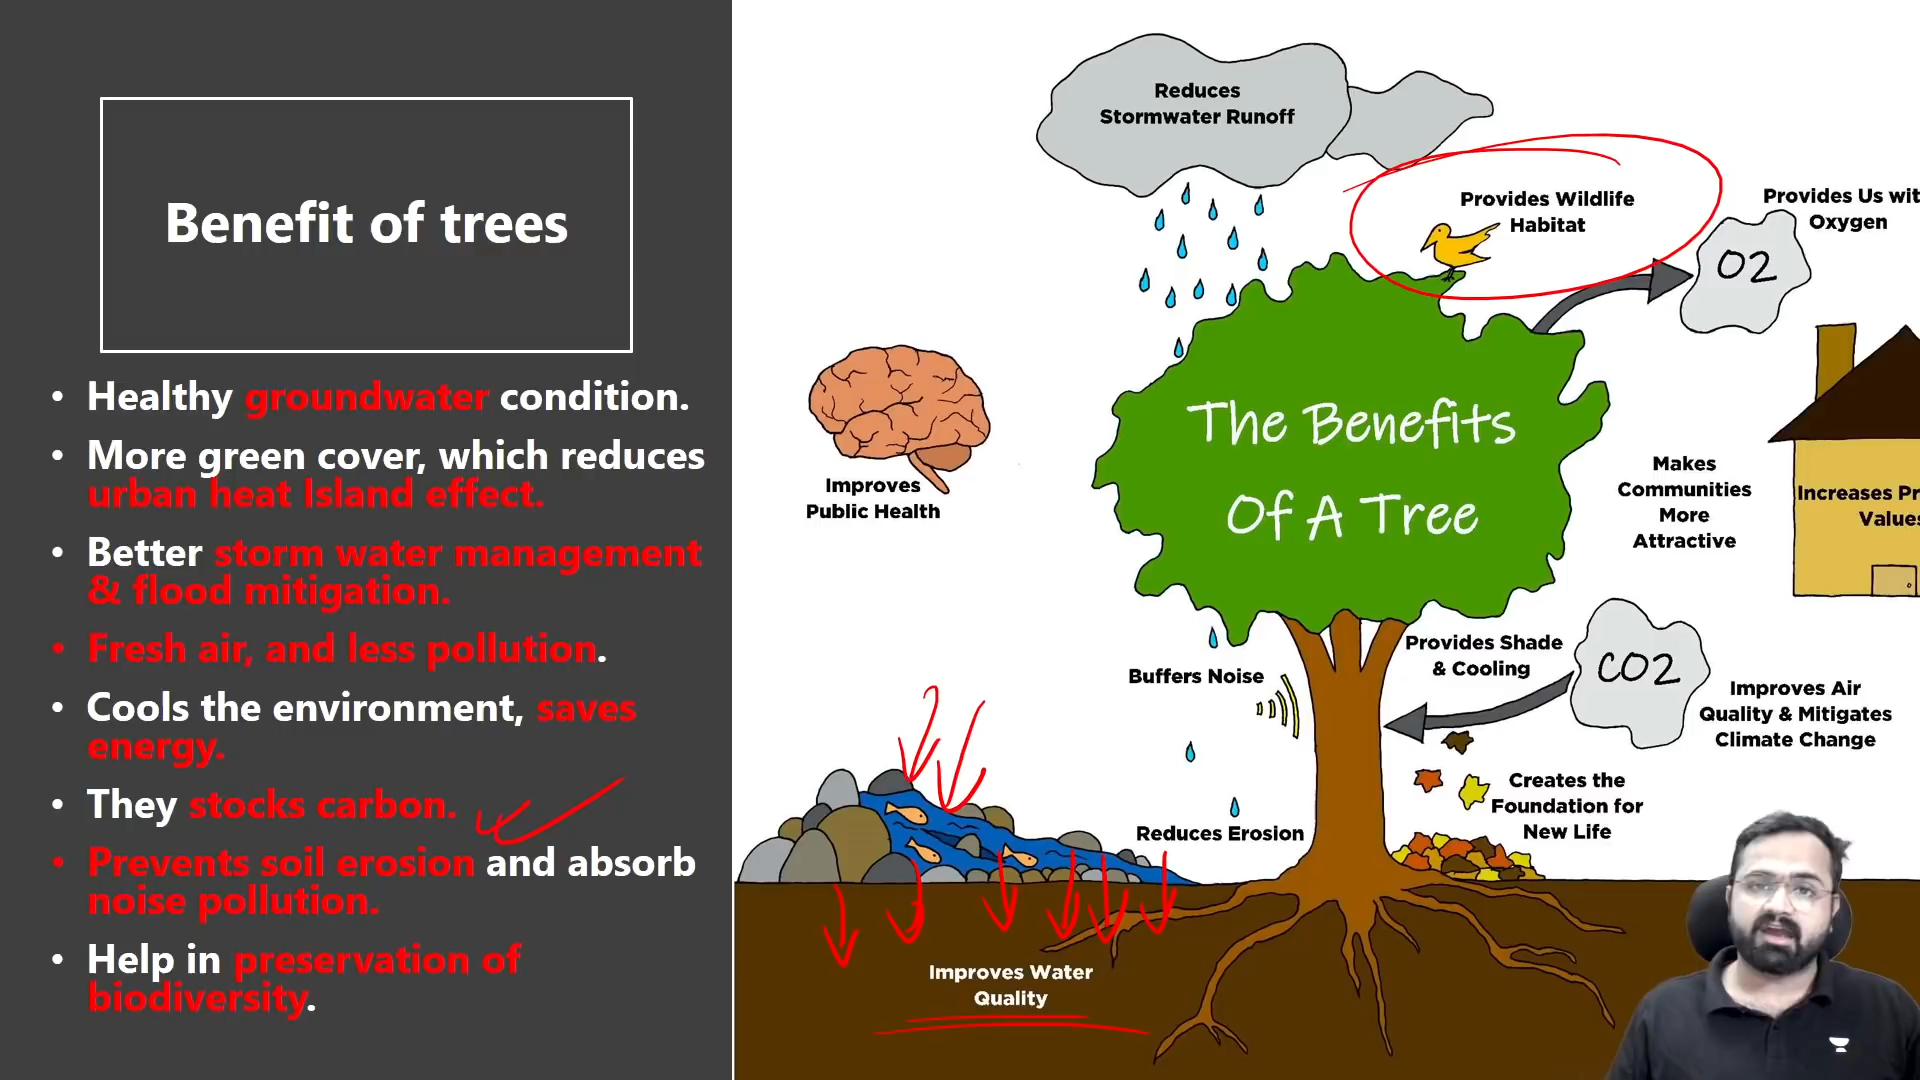 Benefit of trees
• Healthy groundwater condition.
• More green cover, which reduces
urban heat Island effect.
• Better storm water management
& flood mitigation.
• Fresh air, and less pollution.
• Cools the environment, saves
energy.
• They stocks carbon.
• Prevents soil erosion and absorb
noise pollution.
• Help in preservation of
biodiversity.
Reduces
Stormwater Runoff
Provides Wildlife
Habitat
Provides Us wit
Oxygen
O2
The Benefits
Of A Tree
Improves
Public Health
Makes
Communities
More
Attractive
Increases Pr
Values
Buffers Noise
Provides Shade
& Cooling
CO2
Improves Air
Quality & Mitigates
Climate Change
Creates the
Foundation for
New Life
Reduces Erosion
Improves Water
Quality